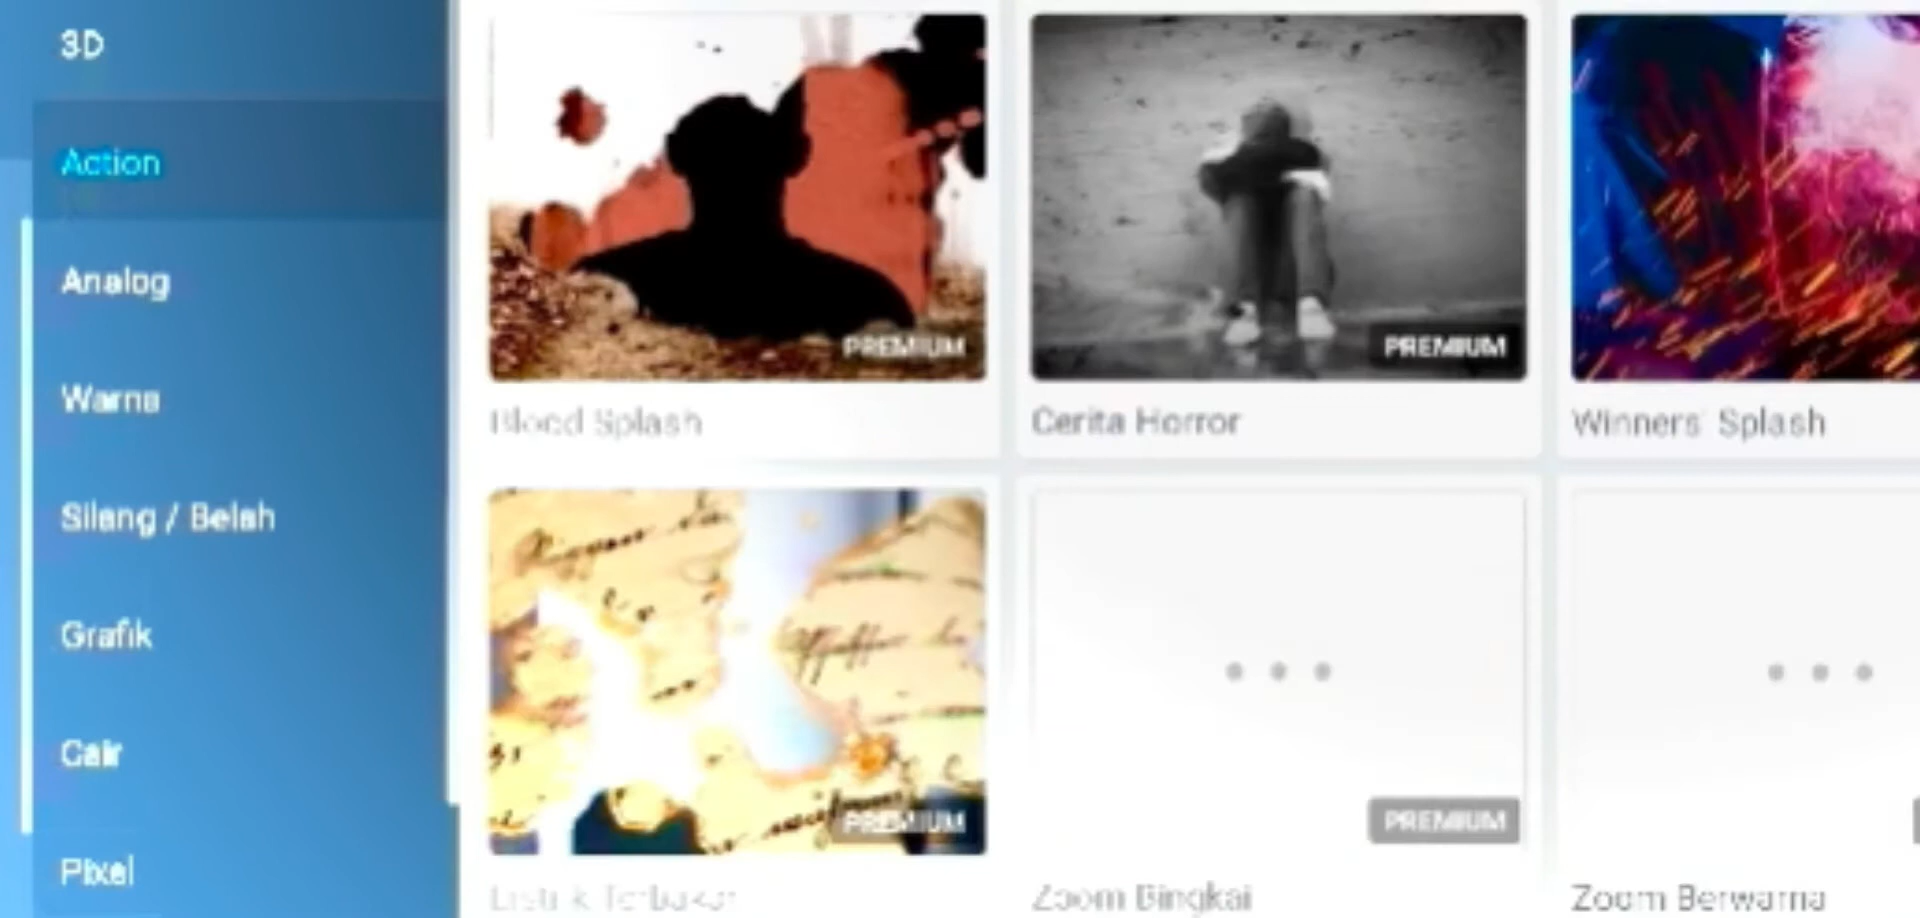 3D
Action
Analog
Warna
Silang / Belah
Grafik
Cair
Pixel
PREMIUM
Blood Splash
PREMIUM
Cerita Horror
Winners' Splash
PREMIUM
Terbakar
PREMIUM
Zoom Bingkai
Zoom Berwarna